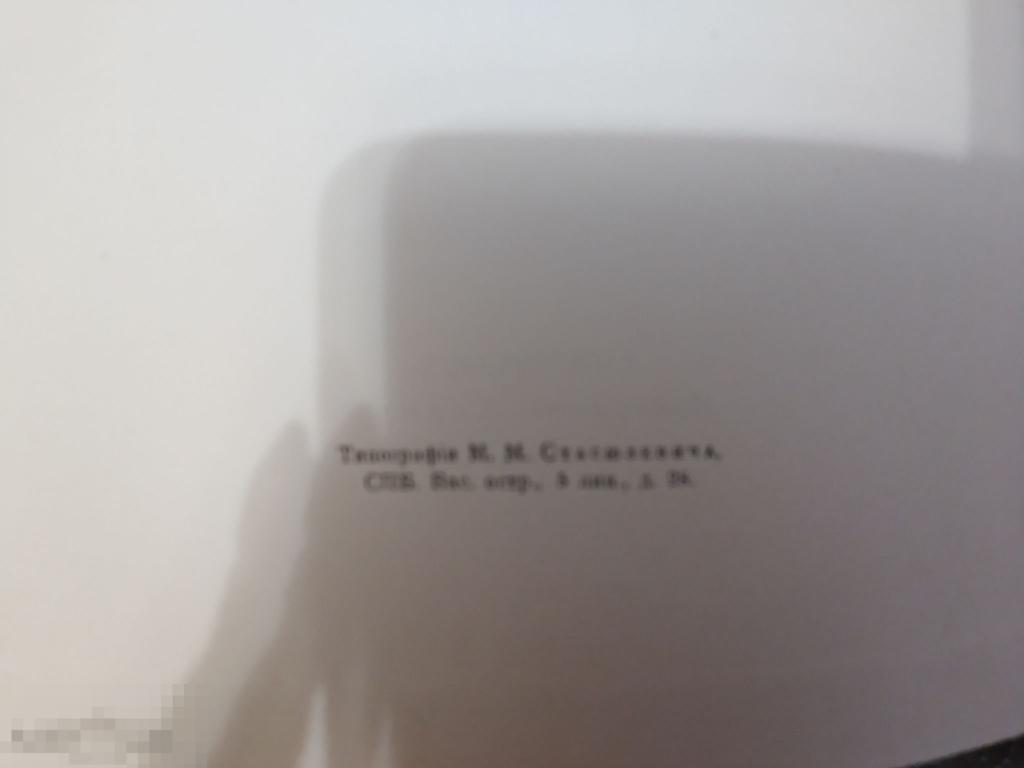 Типографія М. М. Стасюлевича,
СПБ. Вас. остр., 5 лин., д. 28.